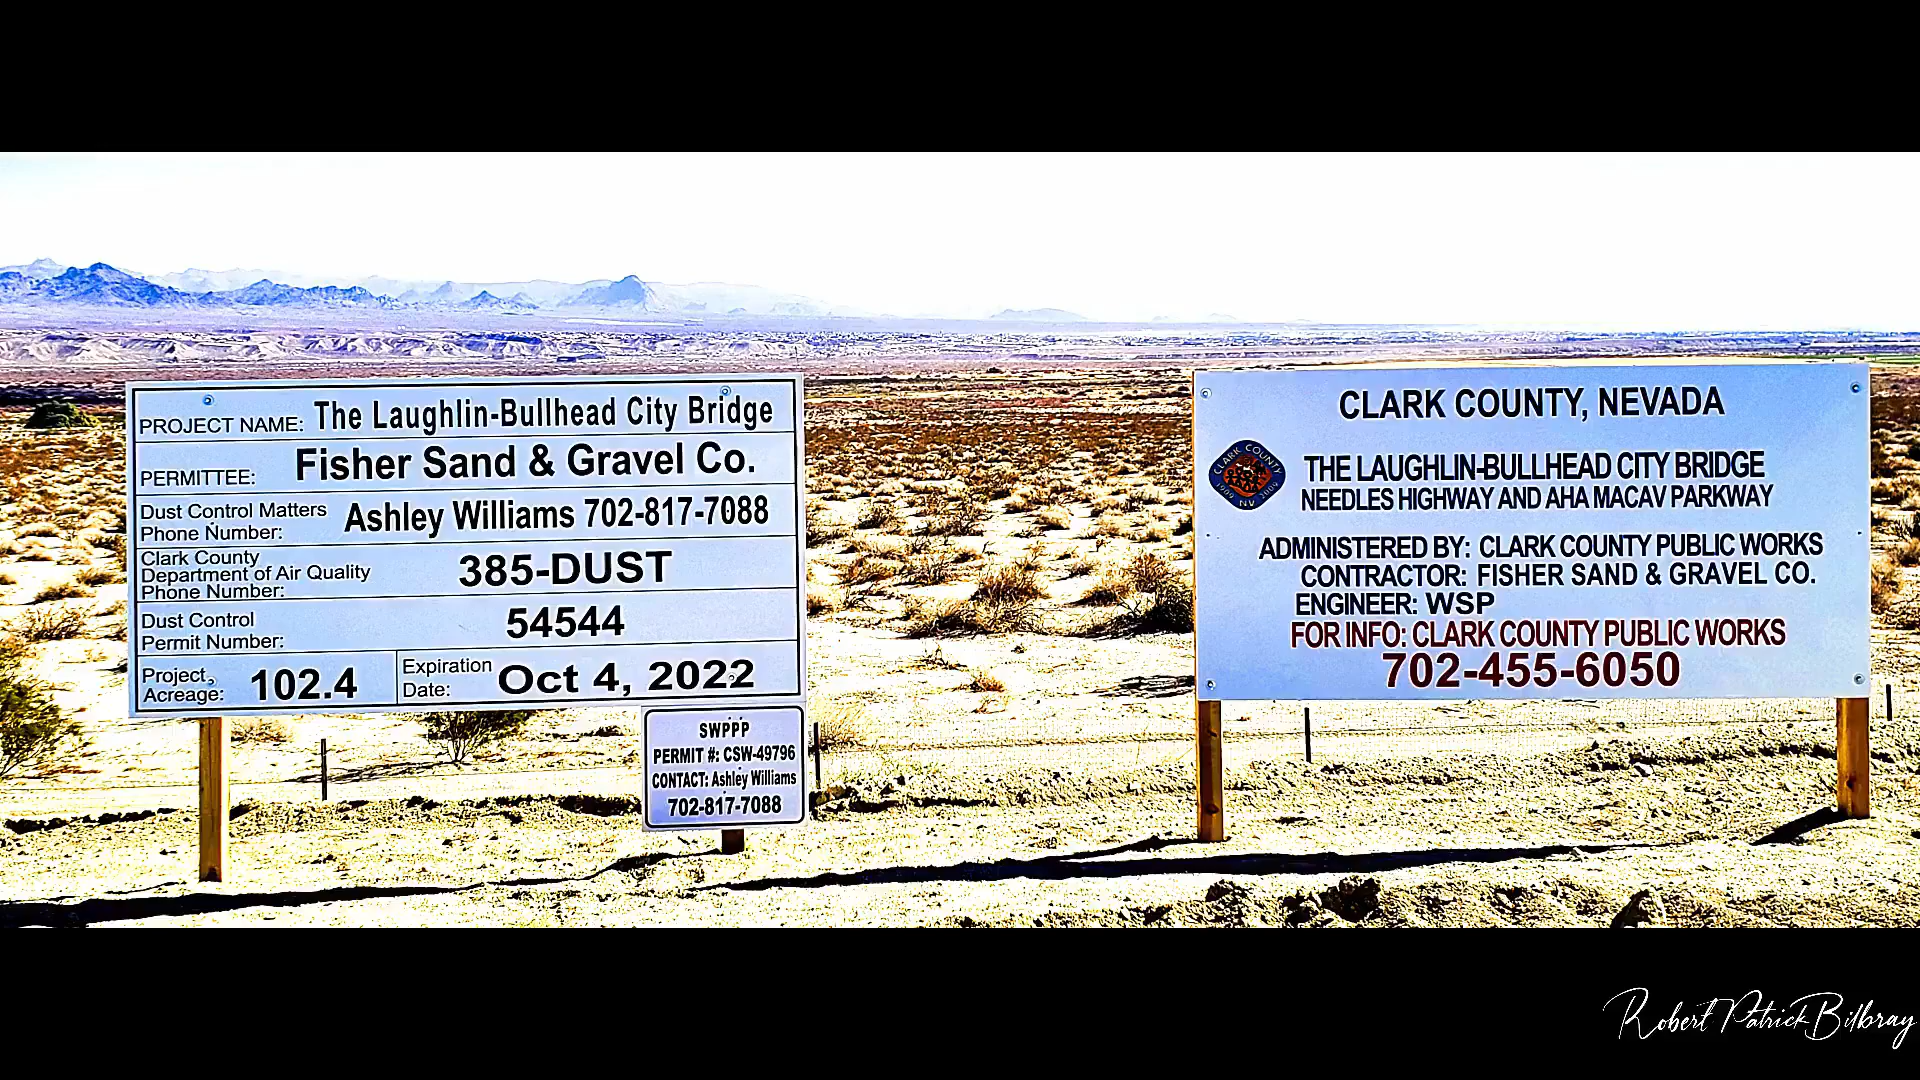 PROJECT NAME: The Laughlin-Bullhead City Bridge
PERMITTEE: Fisher Sand & Gravel Co.
Dust Control Matters
Phone Number: Ashley Williams 702-817-7088
Clark County
Department of Air Quality
Phone Number: 385-DUST
Dust Control
Permit Number: 54544
Project
Acreage: 102.4
Expiration
Date: Oct 4, 2022
SWPPP
PERMIT #: CSW-49796
CONTACT: Ashley Williams
702-817-7088
CLARK COUNTY, NEVADA
CLARK COUNTY
1909 NV 2009
THE LAUGHLIN-BULLHEAD CITY BRIDGE
NEEDLES HIGHWAY AND AHA MACAV PARKWAY
ADMINISTERED BY: CLARK COUNTY PUBLIC WORKS
CONTRACTOR: FISHER SAND & GRAVEL CO.
ENGINEER: WSP
FOR INFO: CLARK COUNTY PUBLIC WORKS
702-455-6050
Robert Patrick Bilbray